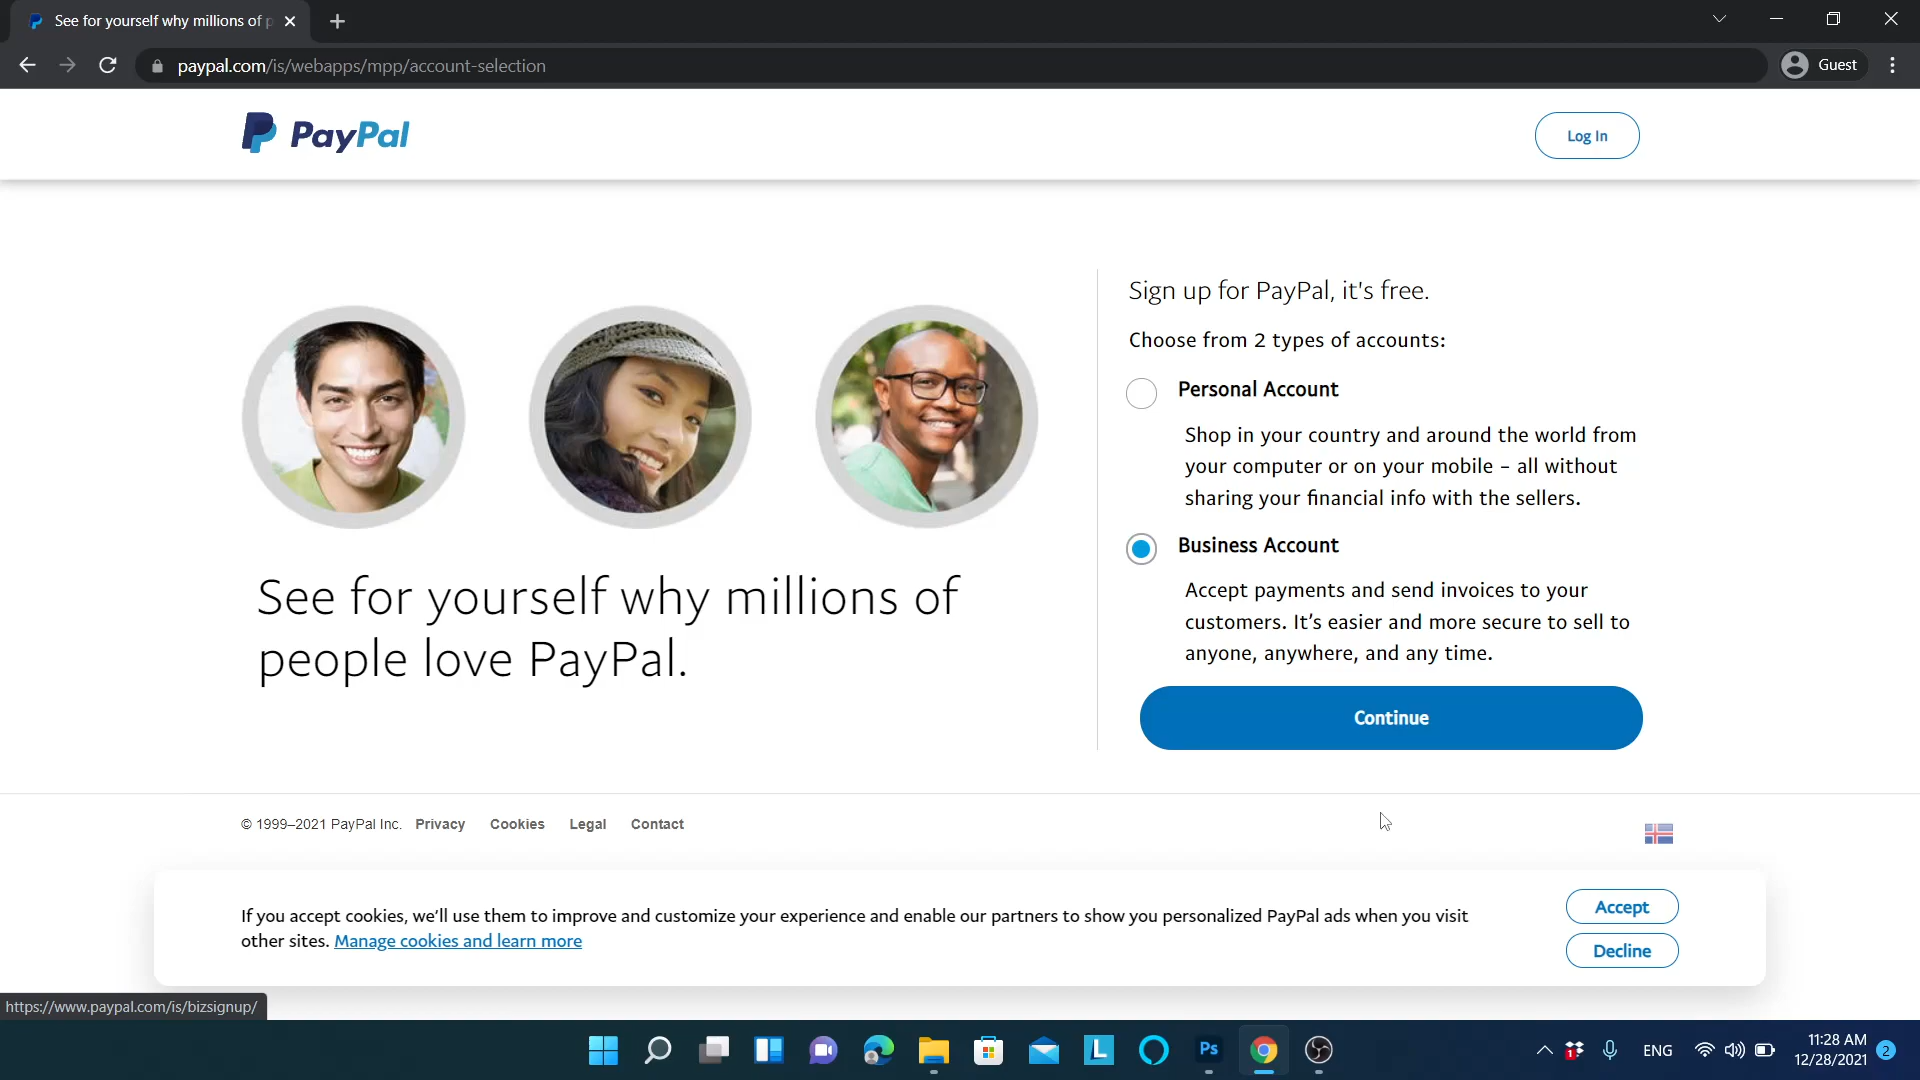 See for yourself why millions of p
paypal.com/is/webapps/mpp/account-selection
Guest
PayPal
Log In
Sign up for PayPal, it's free.
Choose from 2 types of accounts:
Personal Account
Shop in your country and around the world from
your computer or on your mobile – all without
sharing your financial info with the sellers.
Business Account
Accept payments and send invoices to your
customers. It’s easier and more secure to sell to
anyone, anywhere, and any time.
Continue
See for yourself why millions of
people love PayPal.
© 1999–2021 PayPal Inc. Privacy Cookies Legal Contact
If you accept cookies, we’ll use them to improve and customize your experience and enable our partners to show you personalized PayPal ads when you visit
other sites. Manage cookies and learn more
Accept
Decline
https://www.paypal.com/is/bizsignup/
L
Ps
1
ENG
11:28 AM
12/28/2021
2